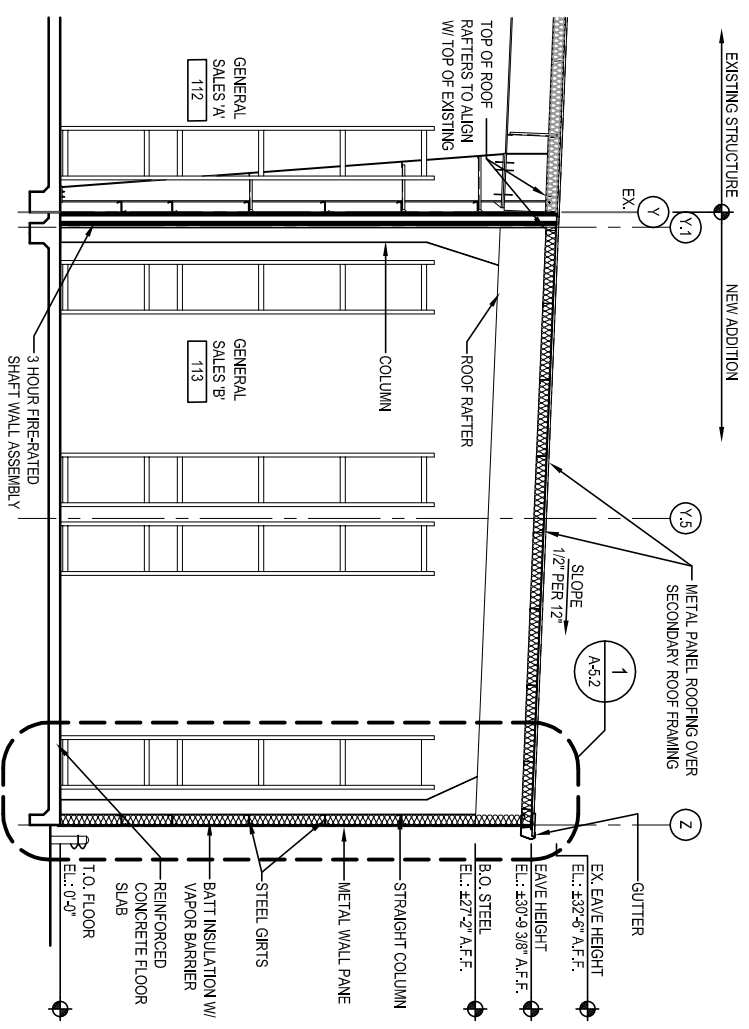 EXISTING STRUCTURE
NEW ADDITION
Y
EX.
Y.1
Y.5
Z
TOP OF ROOF
RAFTERS TO ALIGN
W/ TOP OF EXISTING
METAL PANEL ROOFING OVER
SECONDARY ROOF FRAMING
SLOPE
1/2" PER 12"
1
A-5.2
GUTTER
EX. EAVE HEIGHT
EL.: ±32'-6" A.F.F.
EAVE HEIGHT
EL.: ±30'-9 3/8" A.F.F.
B.O. STEEL
EL.: ±27'-2" A.F.F.
ROOF RAFTER
COLUMN
STRAIGHT COLUMN
METAL WALL PANE
STEEL GIRTS
BATT INSULATION W/
VAPOR BARRIER
REINFORCED
CONCRETE FLOOR
SLAB
T.O. FLOOR
EL.: 0'-0"
GENERAL
SALES 'A'
112
GENERAL
SALES 'B'
113
3 HOUR FIRE-RATED
SHAFT WALL ASSEMBLY